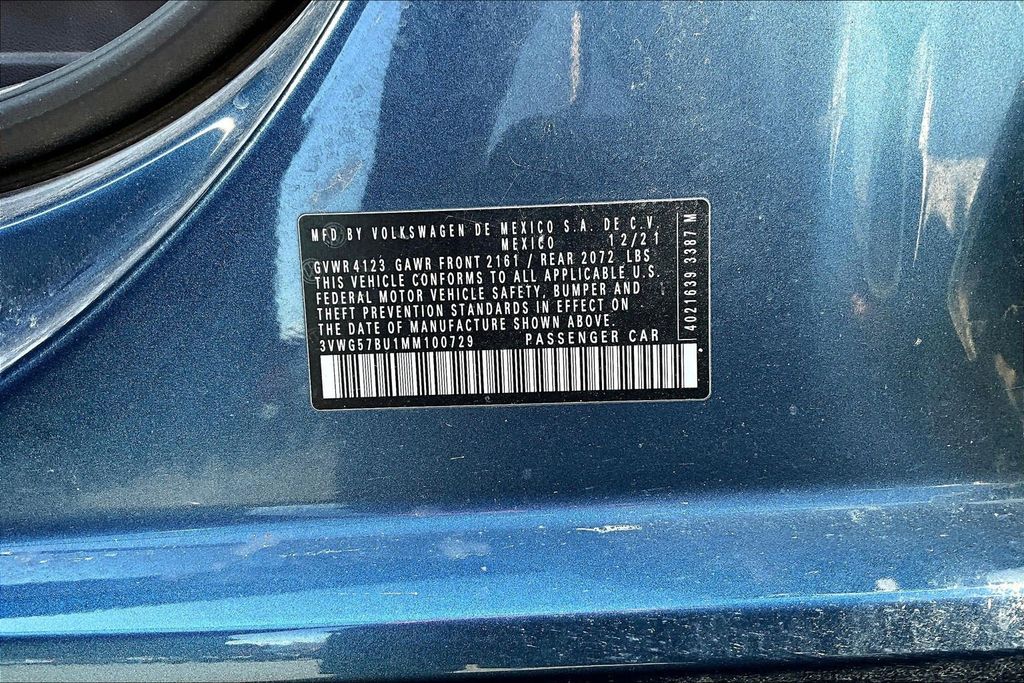 MFD BY VOLKSWAGEN DE MEXICO S.A. DE C.V.
MEXICO 12/21
GVWR 4123 GAWR FRONT 2161 / REAR 2072 LBS
THIS VEHICLE CONFORMS TO ALL APPLICABLE U.S.
FEDERAL MOTOR VEHICLE SAFETY, BUMPER AND
THEFT PREVENTION STANDARDS IN EFFECT ON
THE DATE OF MANUFACTURE SHOWN ABOVE.
3VWG57BU1MM100729 PASSENGER CAR
4021639 3387 M